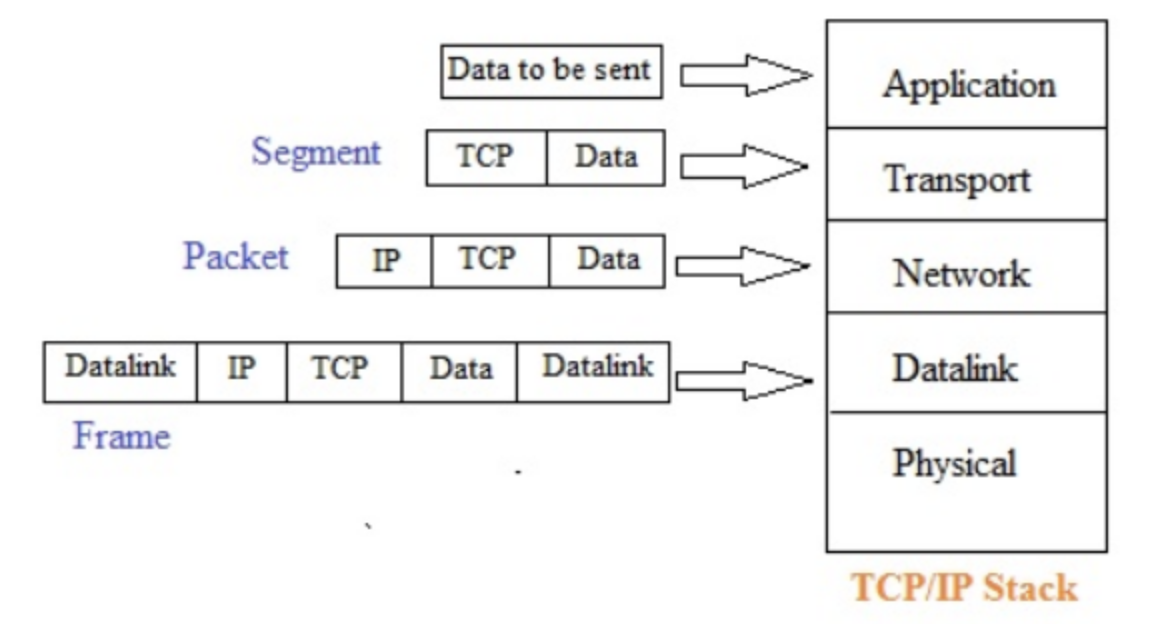 Data to be sent
Application
Segment
TCP Data
Transport
Packet
IP TCP Data
Network
Datalink IP TCP Data Datalink
Datalink
Frame
Physical
TCP/IP Stack